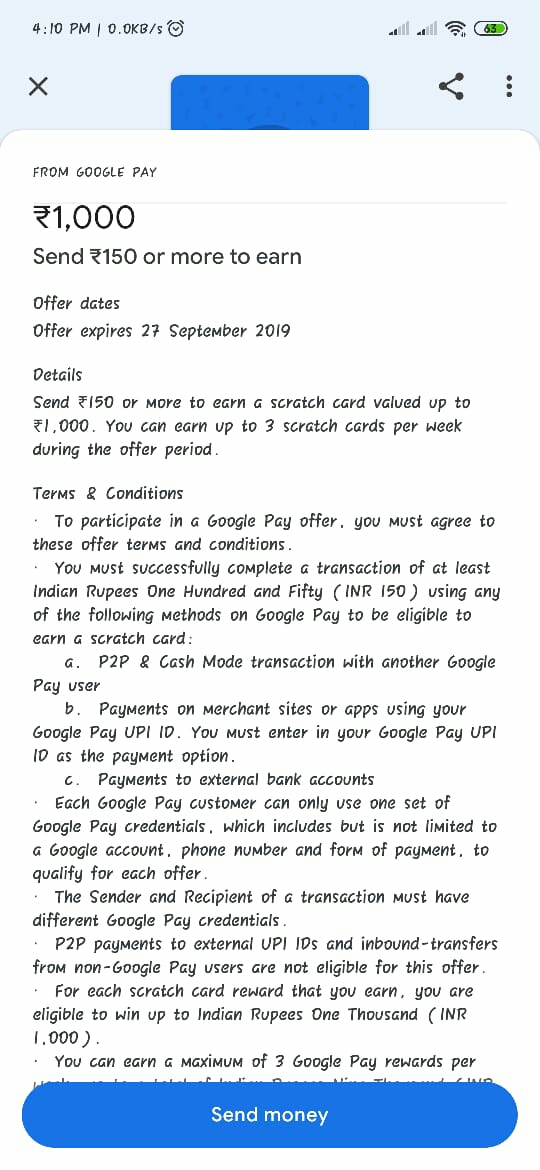 4:10 PM | 0.0KB/s
63
FROM GOOGLE PAY
₹1,000
Send ₹150 or more to earn
Offer dates
Offer expires 27 September 2019
Details
Send ₹150 or more to earn a scratch card valued up to
₹1,000. You can earn up to 3 scratch cards per week
during the offer period.
Terms & Conditions
· To participate in a Google Pay offer, you must agree to
these offer terms and conditions.
· You must successfully complete a transaction of at least
Indian Rupees One Hundred and Fifty (INR 150) using any
of the following methods on Google Pay to be eligible to
earn a scratch card:
a. P2P & Cash Mode transaction with another Google
Pay user
b. Payments on merchant sites or apps using your
Google Pay UPI ID. You must enter in your Google Pay UPI
ID as the payment option.
c. Payments to external bank accounts
· Each Google Pay customer can only use one set of
Google Pay credentials, which includes but is not limited to
a Google account, phone number and form of payment, to
qualify for each offer.
· The Sender and Recipient of a transaction must have
different Google Pay credentials.
· P2P payments to external UPI IDs and inbound-transfers
from non-Google Pay users are not eligible for this offer.
· For each scratch card reward that you earn, you are
eligible to win up to Indian Rupees One Thousand (INR
1,000).
· You can earn a maximum of 3 Google Pay rewards per
Send money